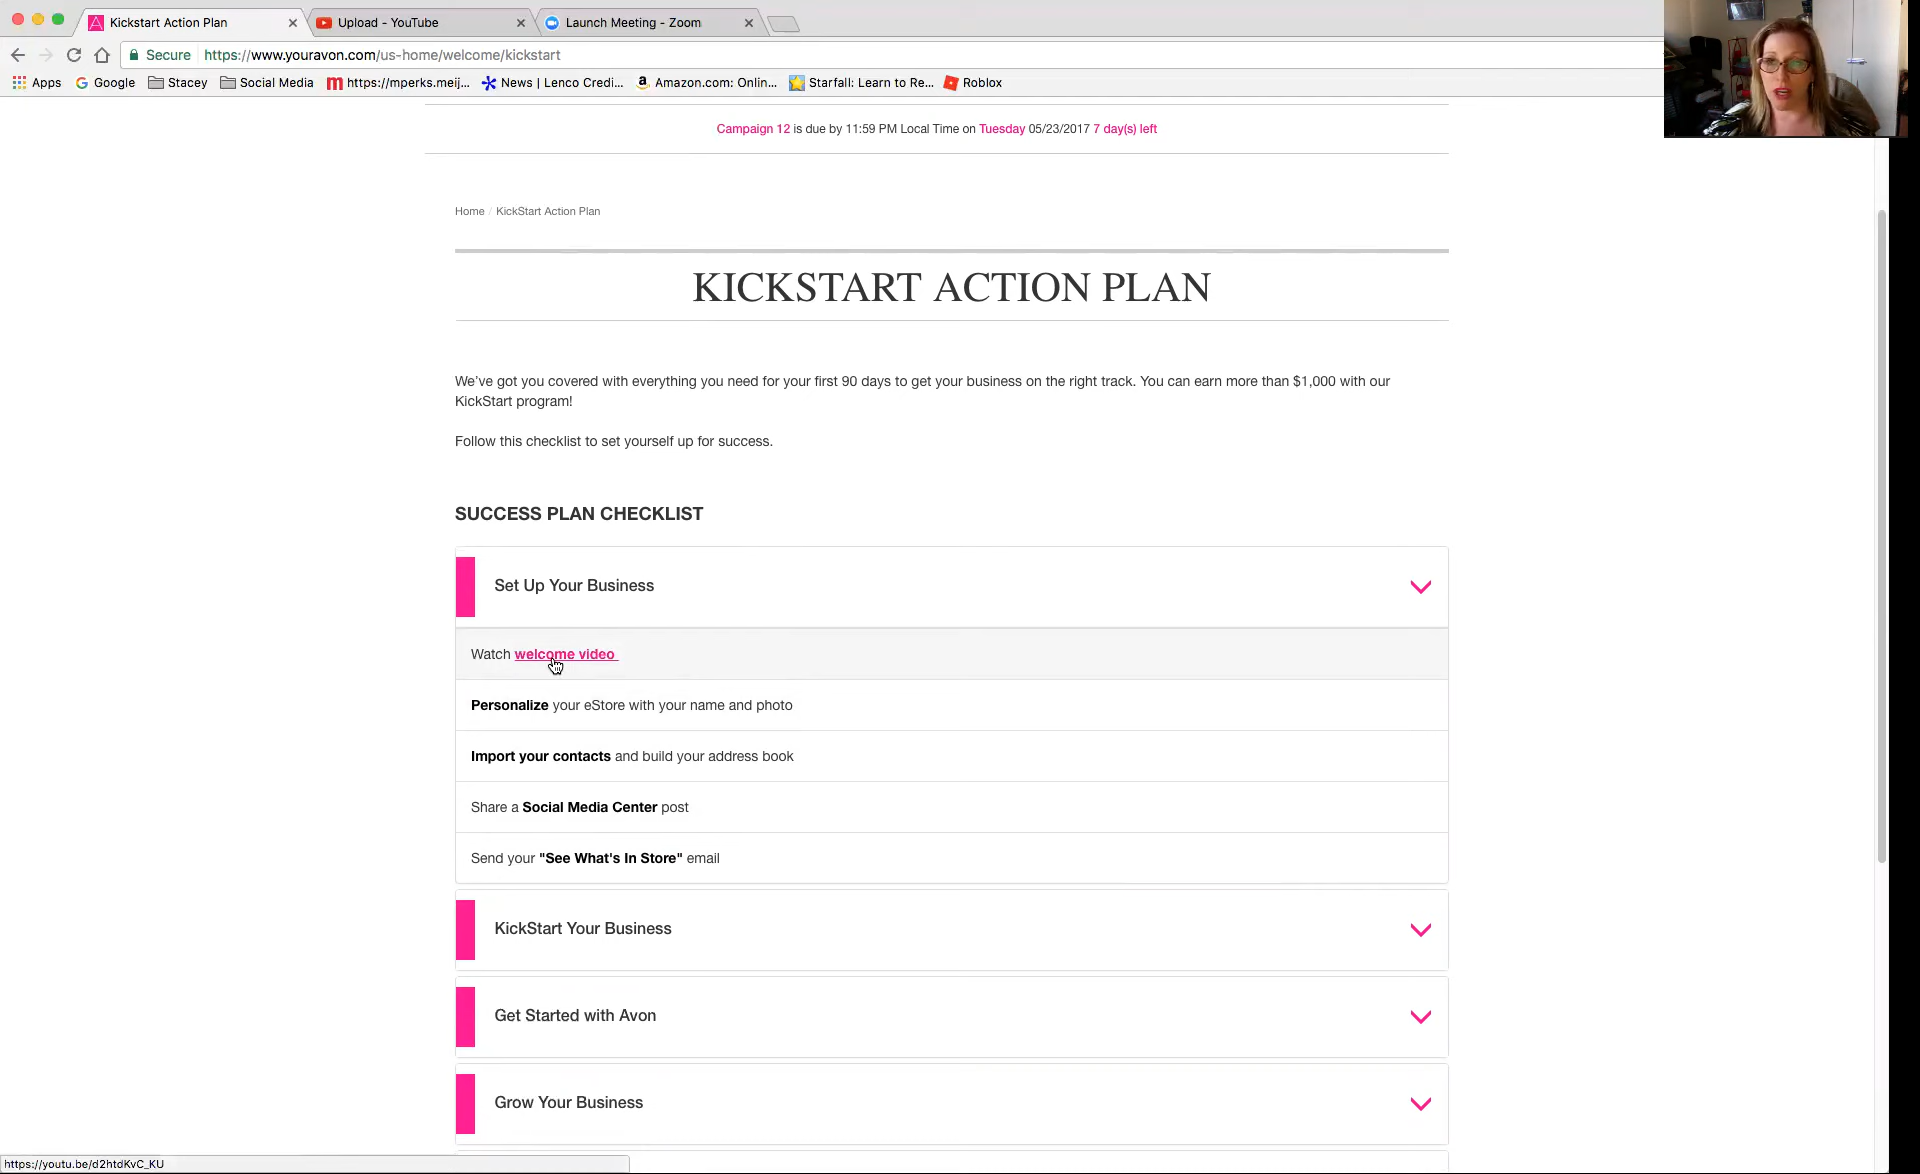 Kickstart Action Plan
Upload - YouTube
Launch Meeting - Zoom
Secure https://www.youravon.com/us-home/welcome/kickstart
Apps Google Stacey Social Media https://mperks.meij... News | Lenco Credi... Amazon.com: Onlin... Starfall: Learn to Re... Roblox
Campaign 12 is due by 11:59 PM Local Time on Tuesday 05/23/2017 7 day(s) left
Home / KickStart Action Plan
KICKSTART ACTION PLAN
We've got you covered with everything you need for your first 90 days to get your business on the right track. You can earn more than $1,000 with our
KickStart program!
Follow this checklist to set yourself up for success.
SUCCESS PLAN CHECKLIST
Set Up Your Business
Watch welcome video
Personalize your eStore with your name and photo
Import your contacts and build your address book
Share a Social Media Center post
Send your "See What's In Store" email
KickStart Your Business
Get Started with Avon
Grow Your Business
https://youtu.be/d2htdKvC_KU